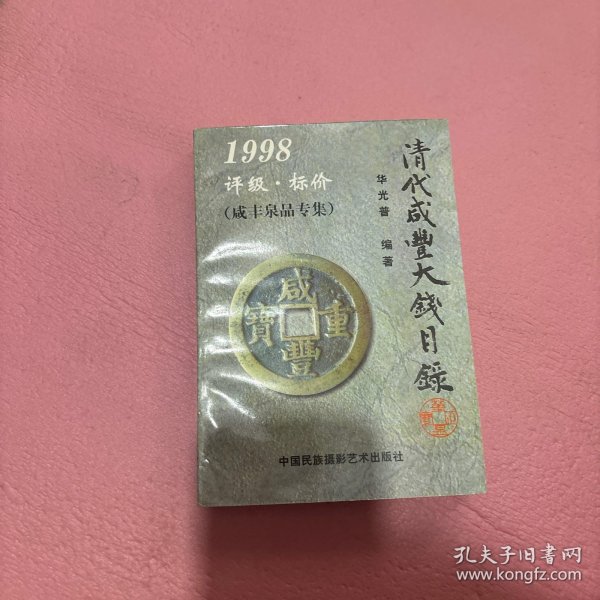 1998
评级·标价
(咸丰泉品专集)
清代咸豐大錢目錄
华光普 编著
咸豐重寶
中国民族摄影艺术出版社
孔夫子旧书网
www.kongfz.com